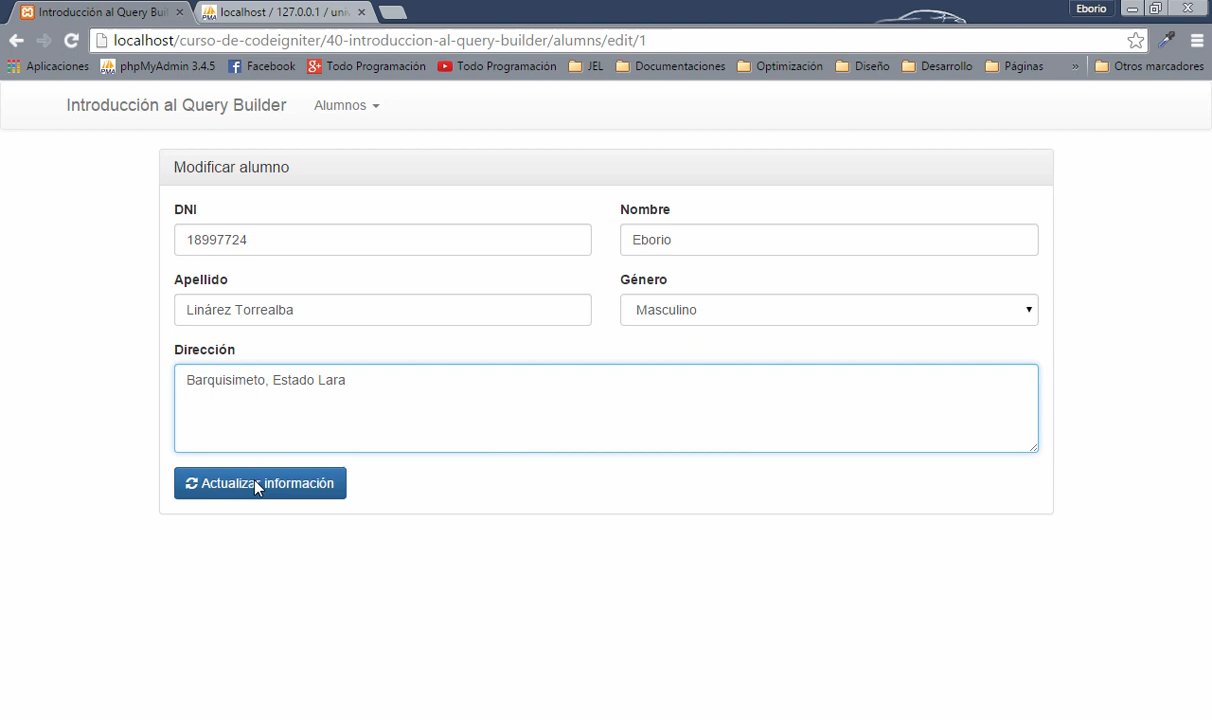 Introducción al Query Bui
localhost / 127.0.0.1 / univ
Eborio
localhost/curso-de-codeigniter/40-introduccion-al-query-builder/alumns/edit/1
Aplicaciones phpMyAdmin 3.4.5 Facebook Todo Programación Todo Programación JEL Documentaciones Optimización Diseño Desarrollo Páginas » Otros marcadores
Introducción al Query Builder Alumnos
Modificar alumno
DNI Nombre
18997724 Eborio
Apellido Género
Linárez Torrealba Masculino
Dirección
Barquisimeto, Estado Lara
Actualizar información